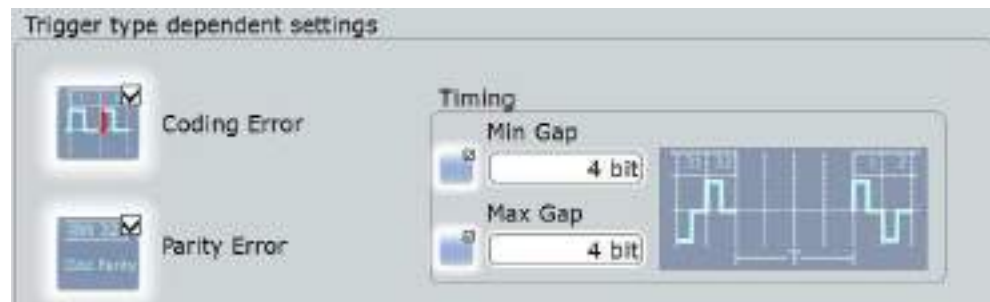 Trigger type dependent settings
Coding Error
Timing
Min Gap
4 bit
Max Gap
4 bit
Parity Error
T